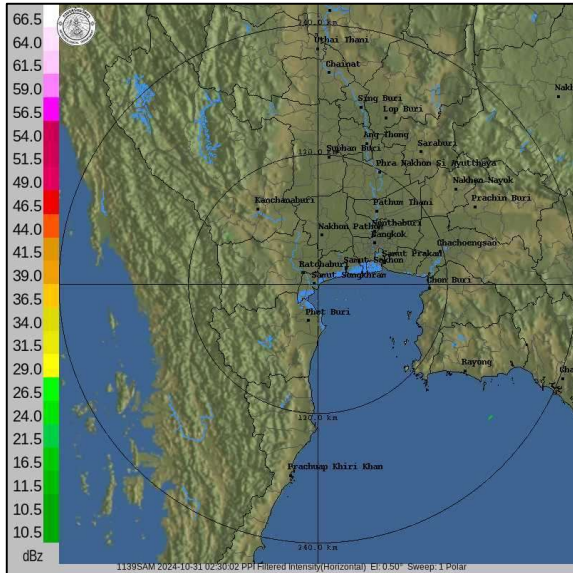 66.5
64.0
61.5
59.0
56.5
54.0
51.5
49.0
46.5
44.0
41.5
39.0
36.5
34.0
31.5
29.0
26.5
24.0
21.5
16.5
16.5
11.5
10.5
dBz
Uthai Thani
Chainat
Sing Buri
Lop Buri
Ang Thong
Saraburi
Suphan Buri
Phra Nakhon Si Ayutthaya
Nakhon Nayok
Kanchanaburi
Pathum Thani
Prachin Buri
Nonthaburi
Nakhon Pathom
Bangkok
Chachoengsao
Samut Prakan
Samut Sakhon
Ratchaburi
Samut Songkhram
Chon Buri
Phet Buri
Rayong
120.0 km
Prachuap Khiri Khan
240.0 km
1139SAM 2024-10-31 02:30:02 PPI Filtered Intensity(Horizontal) El: 0.50° Sweep: 1 Polar